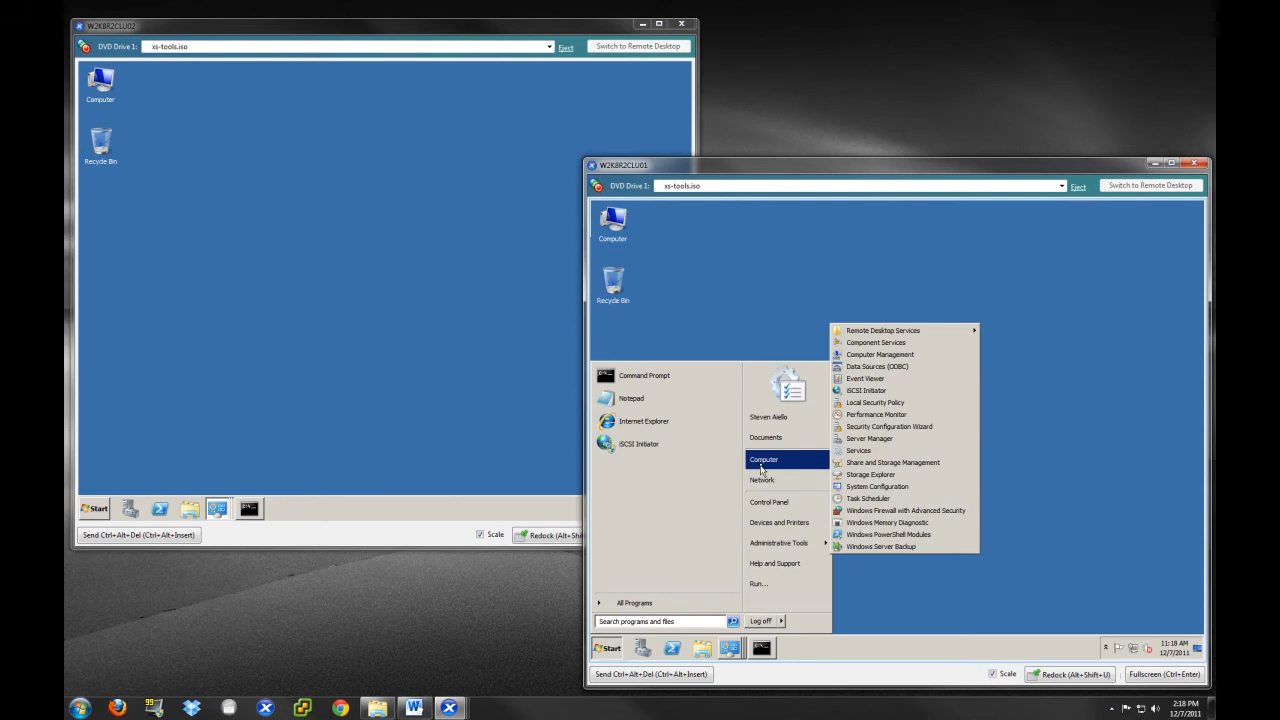 W2K8R2CLU02
DVD Drive 1: xs-tools.iso Eject Switch to Remote Desktop
Computer
Recycle Bin
Start
Send Ctrl+Alt+Del (Ctrl+Alt+Insert) Scale Redock (Alt+Shi
W2K8R2CLU01
DVD Drive 1: xs-tools.iso Eject Switch to Remote Desktop
Computer
Recycle Bin
Command Prompt
Notepad
Internet Explorer
iSCSI Initiator
All Programs
Search programs and files
Steven Aiello
Documents
Computer
Network
Control Panel
Devices and Printers
Administrative Tools
Help and Support
Run...
Log off
Remote Desktop Services
Component Services
Computer Management
Data Sources (ODBC)
Event Viewer
iSCSI Initiator
Local Security Policy
Performance Monitor
Security Configuration Wizard
Server Manager
Services
Share and Storage Management
Storage Explorer
System Configuration
Task Scheduler
Windows Firewall with Advanced Security
Windows Memory Diagnostic
Windows PowerShell Modules
Windows Server Backup
Start
11:18 AM
12/7/2011
Send Ctrl+Alt+Del (Ctrl+Alt+Insert) Scale Redock (Alt+Shift+U) Fullscreen (Ctrl+Enter)
99
2:18 PM
12/7/2011